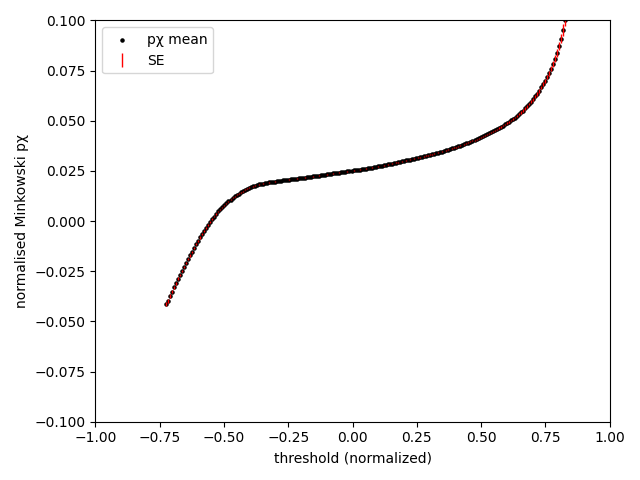 0.100
0.075
0.050
0.025
0.000
−0.025
−0.050
−0.075
−0.100
normalised Minkowski pχ
pχ mean
SE
−1.00 −0.75 −0.50 −0.25 0.00 0.25 0.50 0.75 1.00
threshold (normalized)